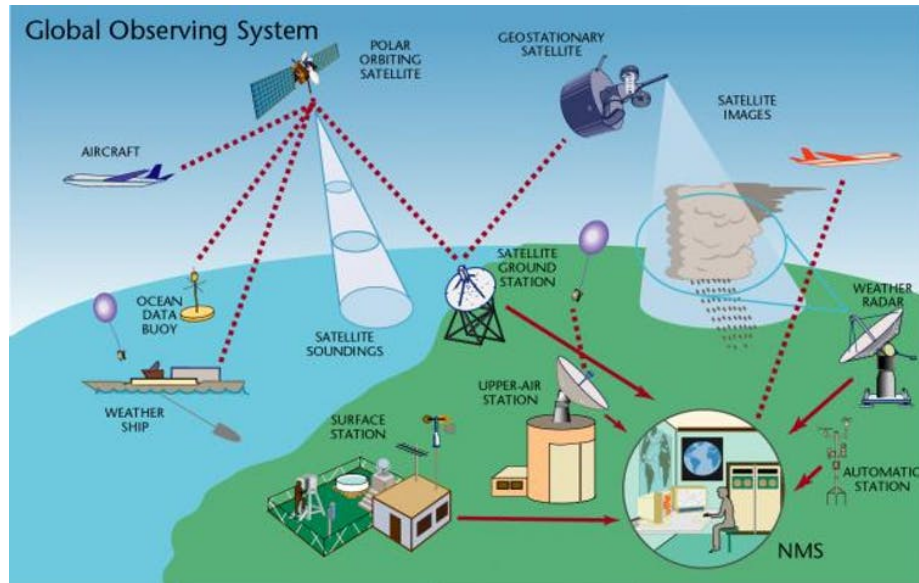 Global Observing System
POLAR
ORBITING
SATELLITE
GEOSTATIONARY
SATELLITE
SATELLITE
IMAGES
AIRCRAFT
OCEAN
DATA
BUOY
SATELLITE
SOUNDINGS
SATELLITE
GROUND
STATION
WEATHER
RADAR
WEATHER
SHIP
UPPER-AIR
STATION
SURFACE
STATION
AUTOMATIC
STATION
NMS